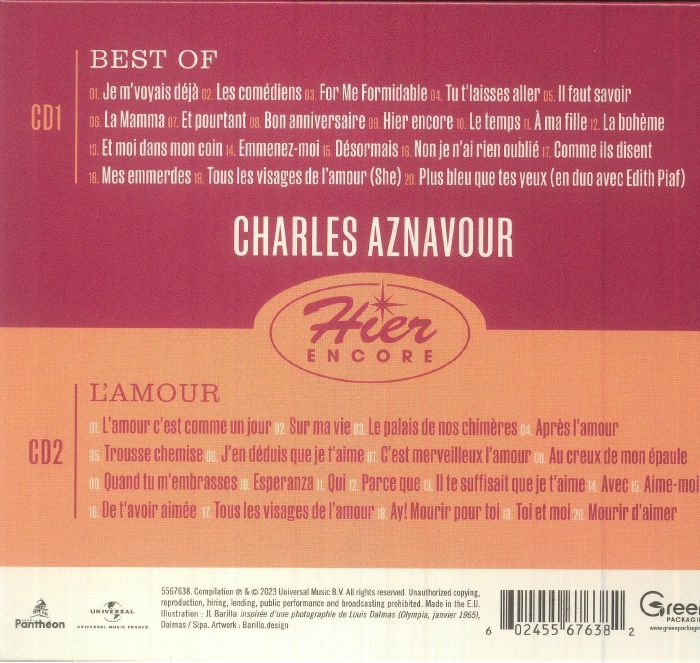 BEST OF
CD1
01. Je m'voyais déjà 02. Les comédiens 03. For Me Formidable 04. Tu t'laisses aller 05. Il faut savoir
06. La Mamma 07. Et pourtant 08. Bon anniversaire 09. Hier encore 10. Le temps 11. À ma fille 12. La bohème
13. Et moi dans mon coin 14. Emmenez-moi 15. Désormais 16. Non je n'ai rien oublié 17. Comme ils disent
18. Mes emmerdes 19. Tous les visages de l'amour (She) 20. Plus bleu que tes yeux (en duo avec Edith Piaf)
CHARLES AZNAVOUR
Hier
ENCORE
L'AMOUR
CD2
01. L'amour c'est comme un jour 02. Sur ma vie 03. Le palais de nos chimères 04. Après l'amour
05. Trousse chemise 06. J'en déduis que je t'aime 07. C'est merveilleux l'amour 08. Au creux de mon épaule
09. Quand tu m'embrasses 10. Esperanza 11. Qui 12. Parce que 13. Il te suffisait que je t'aime 14. Avec 15. Aime-moi
16. De t'avoir aimée 17. Tous les visages de l'amour 18. Ay! Mourir pour toi 19. Toi et moi 20. Mourir d'aimer
Panthéon
UNIVERSAL
UNIVERSAL MUSIC FRANCE
5567638. Compilation ℗ & © 2023 Universal Music B.V. All rights reserved. Unauthorized copying,
reproduction, hiring, lending, public performance and broadcasting prohibited. Made in the E.U.
Illustration : Jl. Barilla inspirée d'une photographie de Louis Dalmas (Olympia, janvier 1965),
Dalmas / Sipa. Artwork : Barilla.design
6 02455 67638 2
Green
PACKAGIN
www.greenpackagin